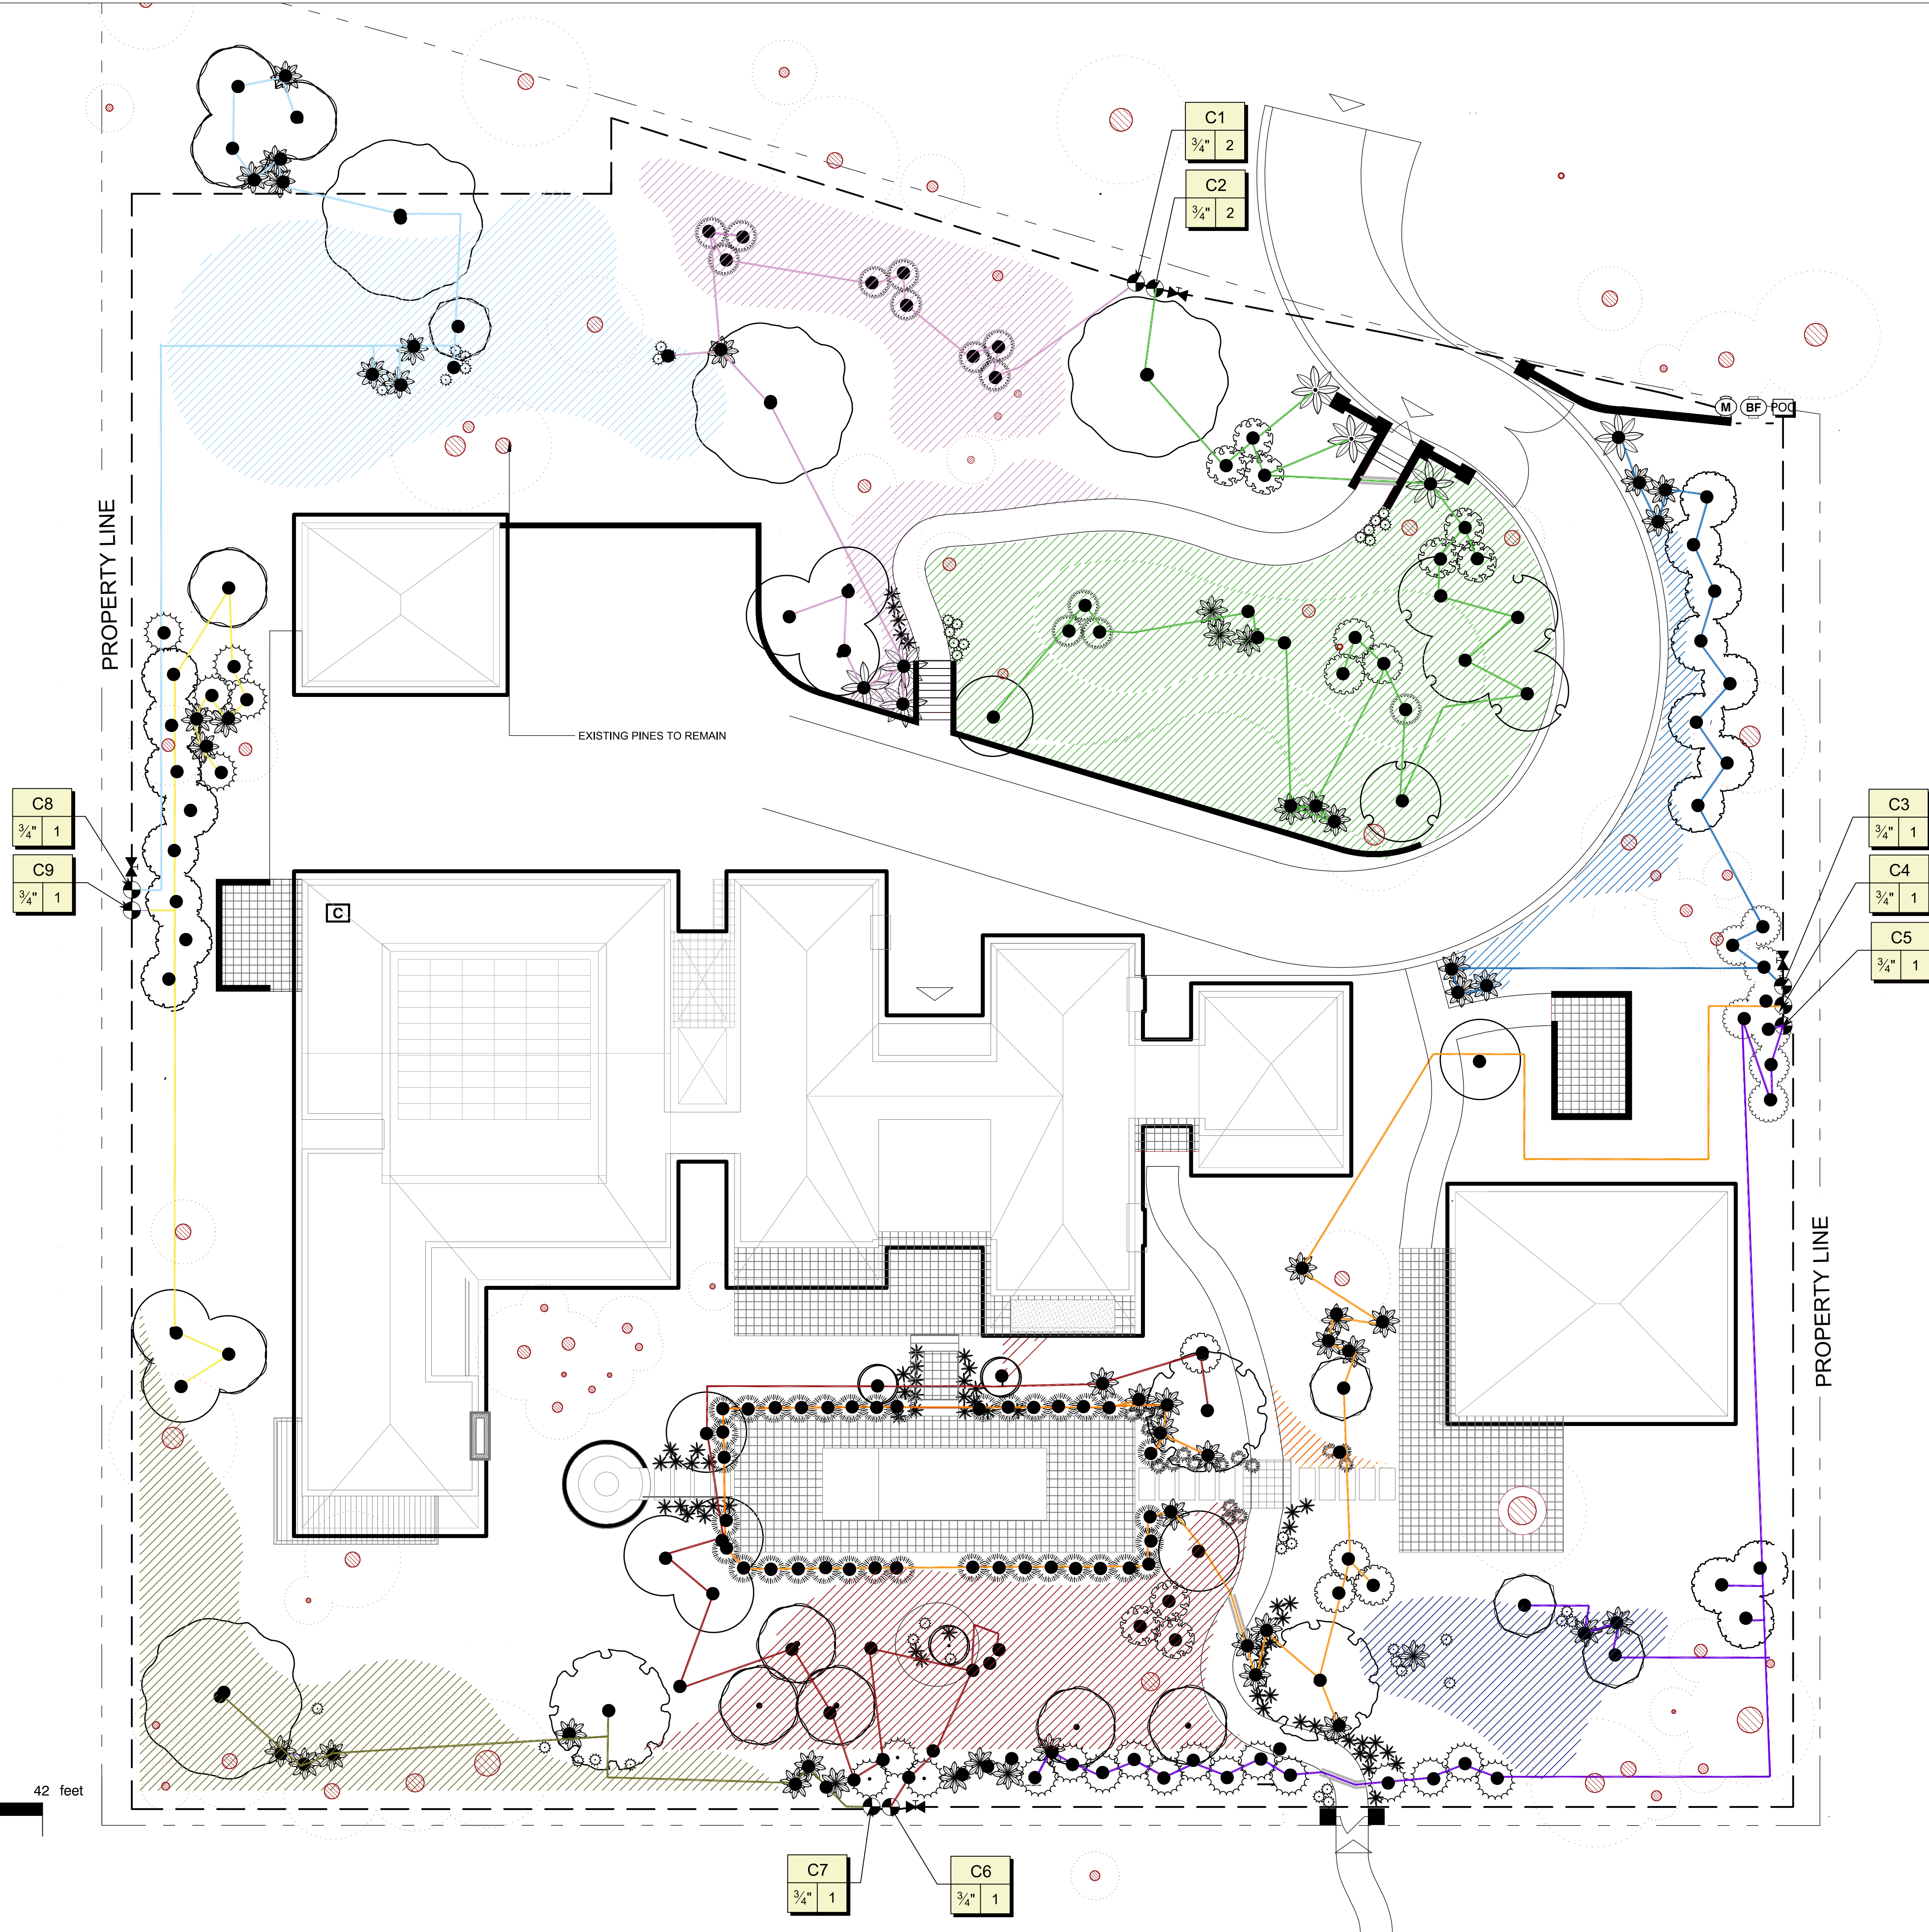 C1
¾" 2
C2
¾" 2
M BF POC
PROPERTY LINE
EXISTING PINES TO REMAIN
C8
¾" 1
C9
¾" 1
C3
¾" 1
C4
¾" 1
C5
¾" 1
C
PROPERTY LINE
42 feet
C7
¾" 1
C6
¾" 1